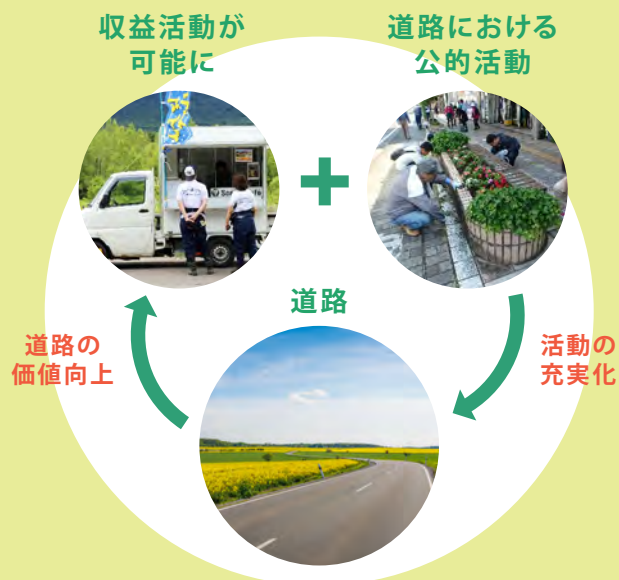 収益活動が
可能に
道路における
公的活動
+
道路
道路の
価値向上
活動の
充実化